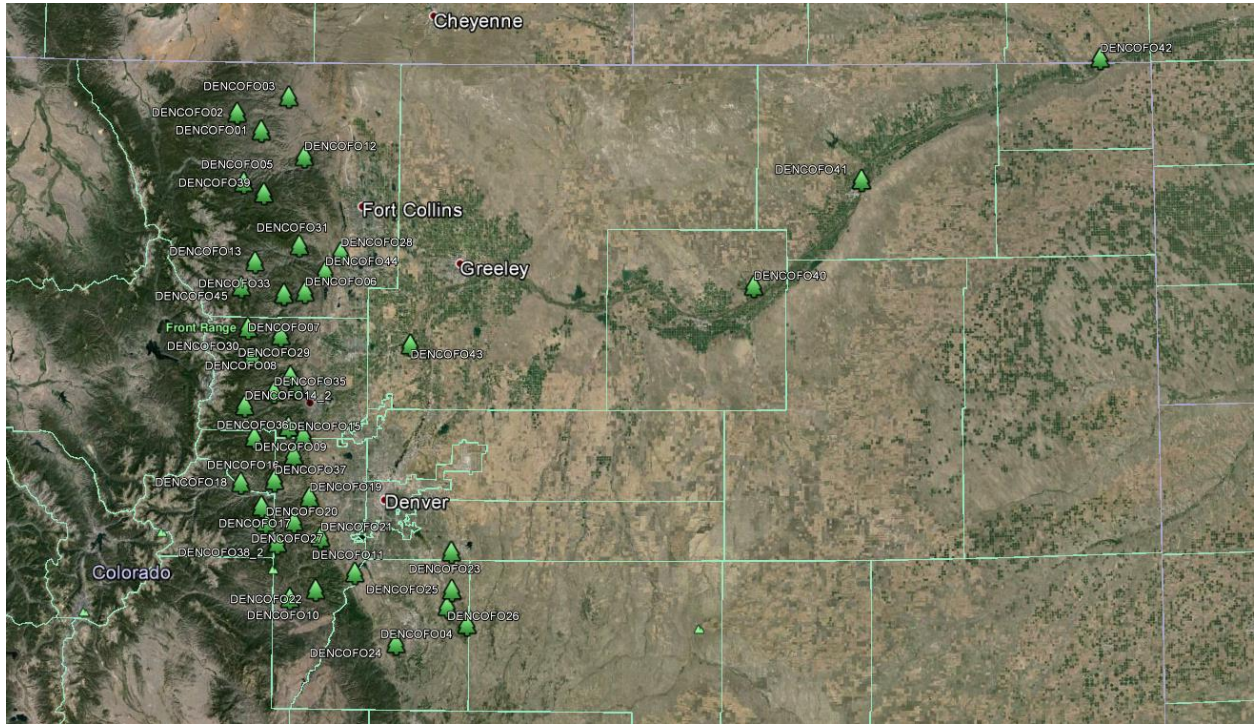 Cheyenne
DENCOFO42
DENCOFO03
DENCOFO02
DENCOFO01
DENCOFO12
DENCOFO05
DENCOFO39
DENCOFO41
Fort Collins
DENCOFO31
DENCOFO28
DENCOFO13
DENCOFO44
Greeley
DENCOFO33
DENCOFO06
DENCOFO40
DENCOFO45
Front Range
DENCOFO07
DENCOFO30
DENCOFO29
DENCOFO43
DENCOFO08
DENCOFO35
DENCOFO14_2
DENCOFO36
DENCOFO15
DENCOFO09
DENCOFO16
DENCOFO37
DENCOFO18
DENCOFO19
Denver
DENCOFO20
DENCOFO17
DENCOFO21
DENCOFO27
DENCOFO38_2
DENCOFO11
Colorado
DENCOFO23
DENCOFO25
DENCOFO22
DENCOFO10
DENCOFO26
DENCOFO04
DENCOFO24